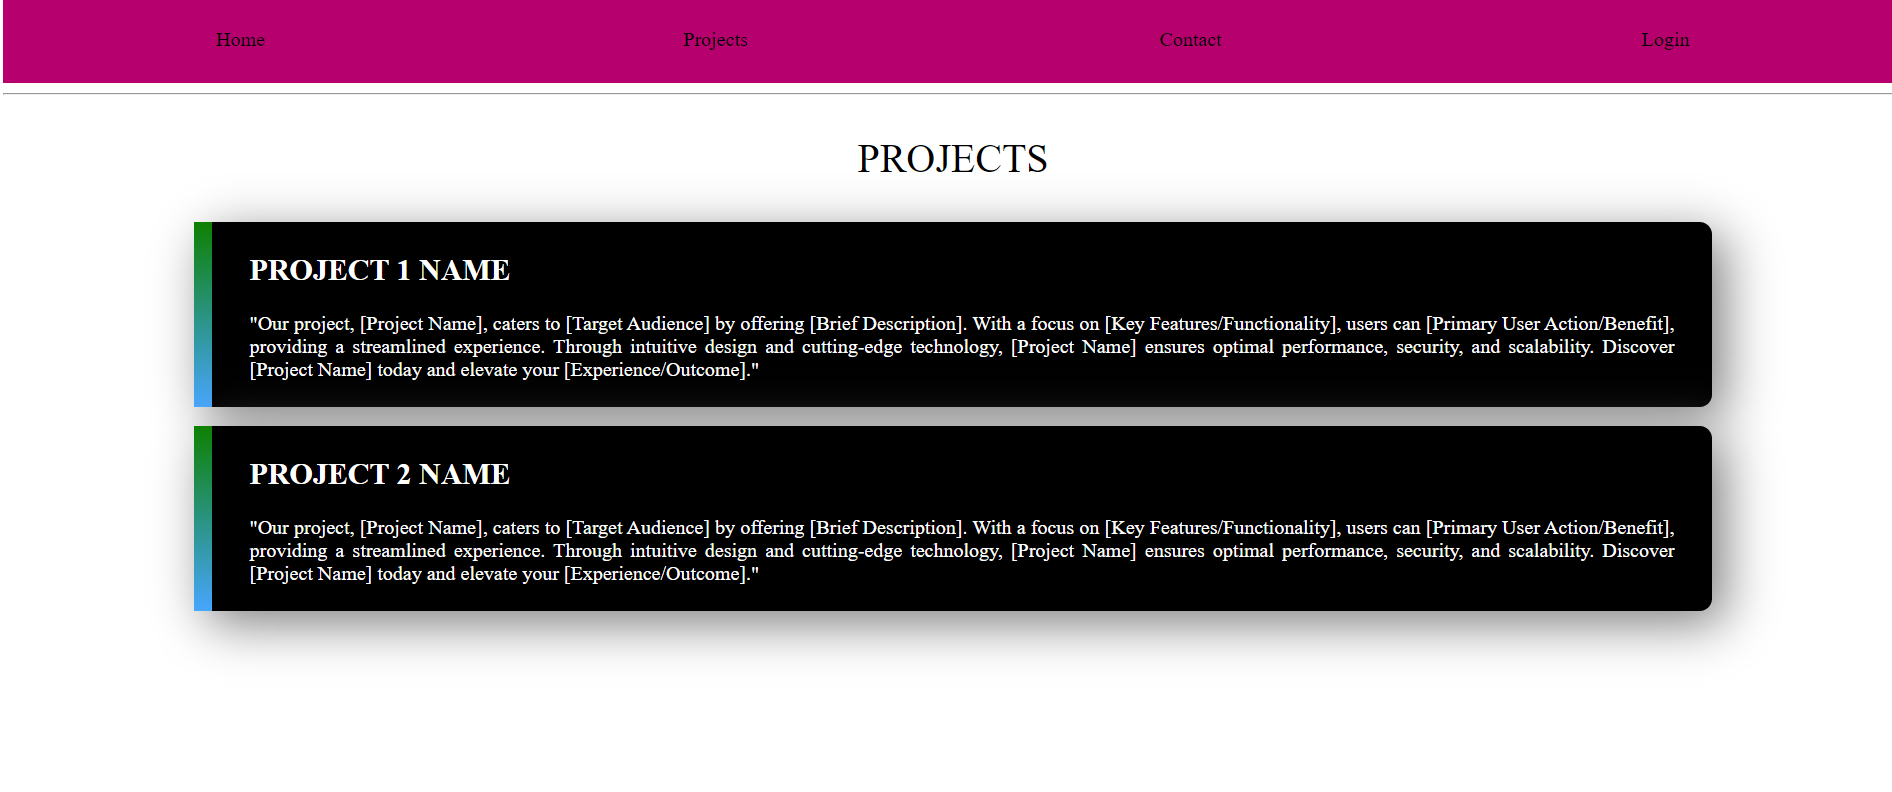 Home Projects Contact Login
PROJECTS
PROJECT 1 NAME
"Our project, [Project Name], caters to [Target Audience] by offering [Brief Description]. With a focus on [Key Features/Functionality], users can [Primary User Action/Benefit],
providing a streamlined experience. Through intuitive design and cutting-edge technology, [Project Name] ensures optimal performance, security, and scalability. Discover
[Project Name] today and elevate your [Experience/Outcome]."
PROJECT 2 NAME
"Our project, [Project Name], caters to [Target Audience] by offering [Brief Description]. With a focus on [Key Features/Functionality], users can [Primary User Action/Benefit],
providing a streamlined experience. Through intuitive design and cutting-edge technology, [Project Name] ensures optimal performance, security, and scalability. Discover
[Project Name] today and elevate your [Experience/Outcome]."